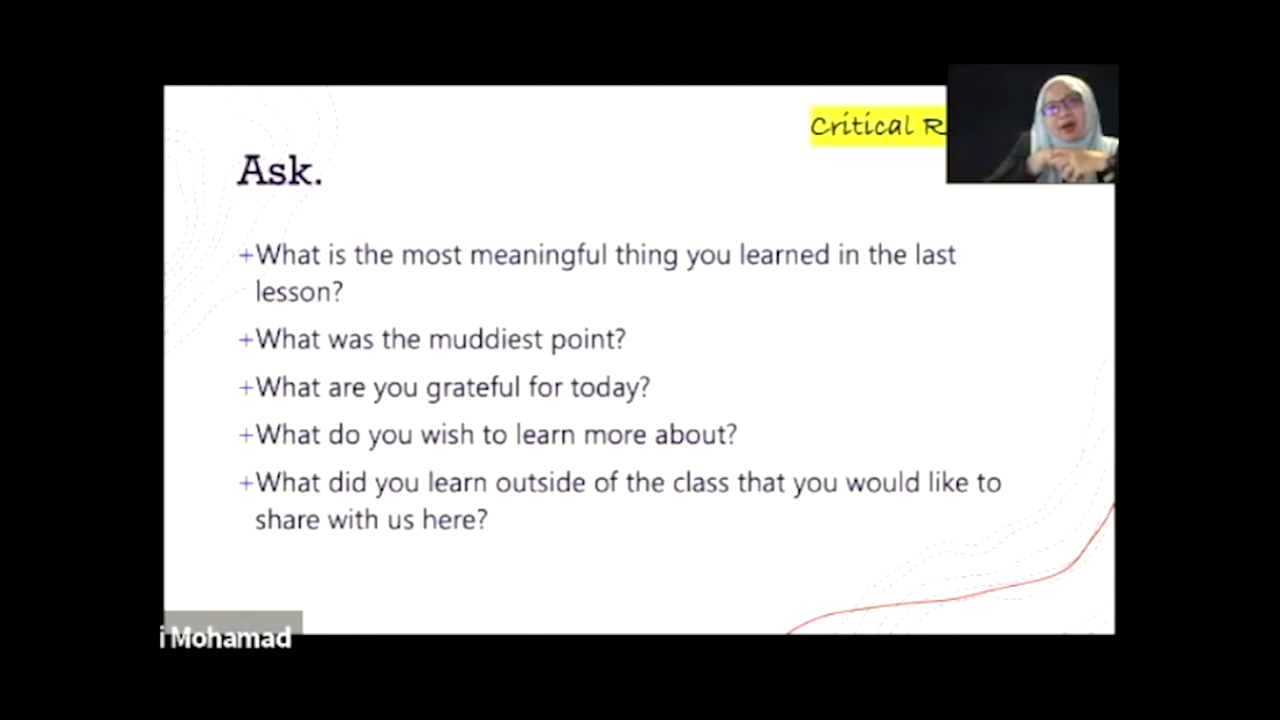 Critical
Ask.
+What is the most meaningful thing you learned in the last
lesson?
+What was the muddiest point?
+What are you grateful for today?
+What do you wish to learn more about?
+What did you learn outside of the class that you would like to
share with us here?
i Mohamad